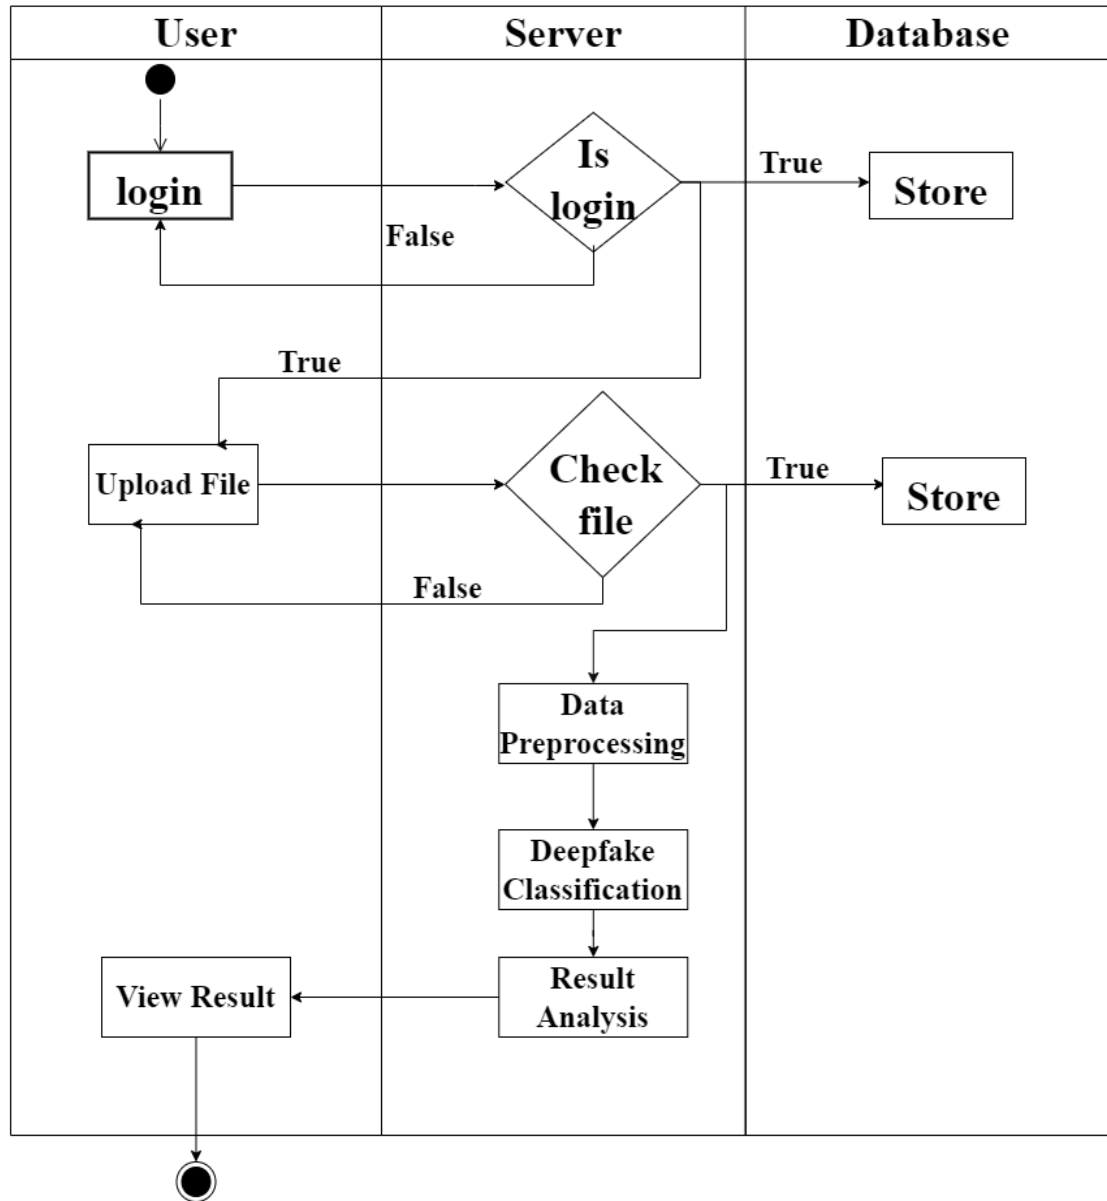 User
Server
Database
Is
login
True
Store
login
False
True
Upload File
Check
file
True
Store
False
Data
Preprocessing
Deepfake
Classification
Result
Analysis
View Result